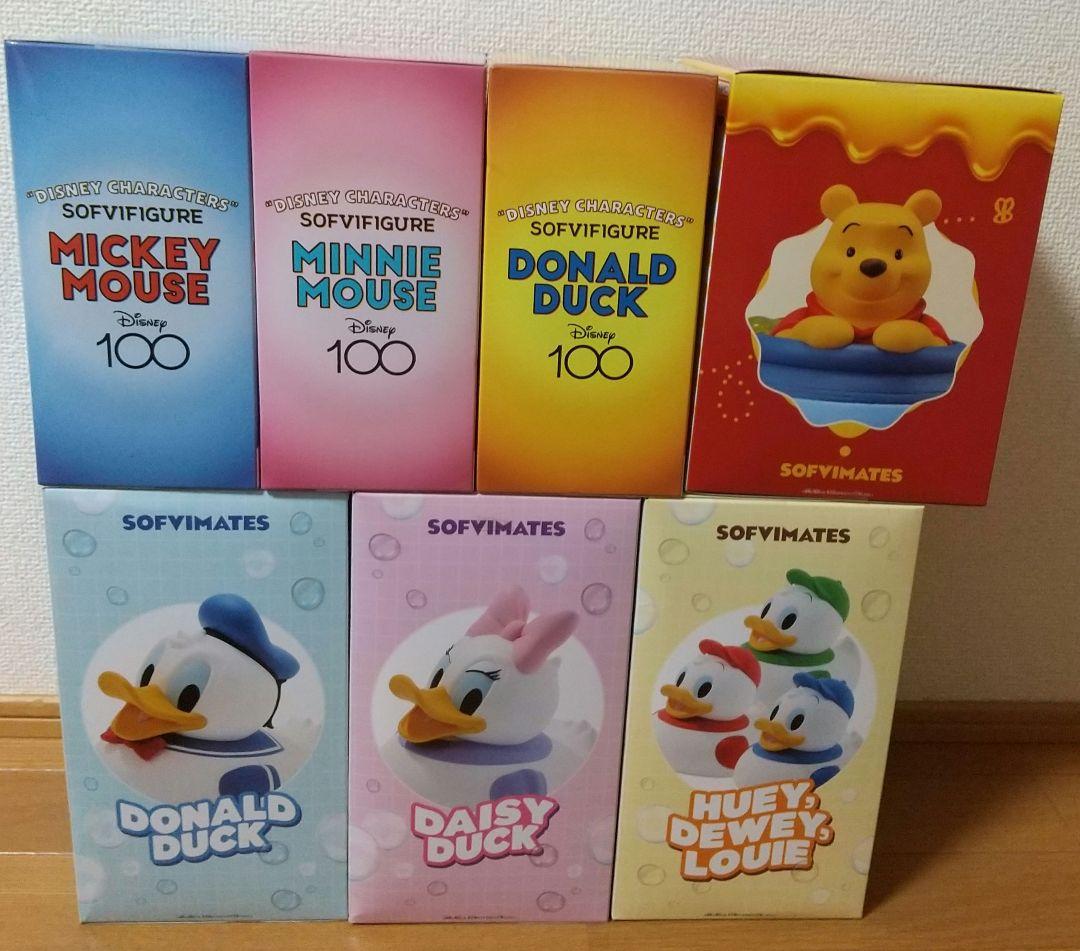 "DISNEY CHARACTERS"
SOFVIFIGURE
MICKEY
MOUSE
Disney
100
"DISNEY CHARACTERS"
SOFVIFIGURE
MINNIE
MOUSE
Disney
100
"DISNEY CHARACTERS"
SOFVIFIGURE
DONALD
DUCK
Disney
100
SOFVIMATES
SOFVIMATES
DONALD
DUCK
SOFVIMATES
DAISY
DUCK
SOFVIMATES
HUEY,
DEWEY,
LOUIE